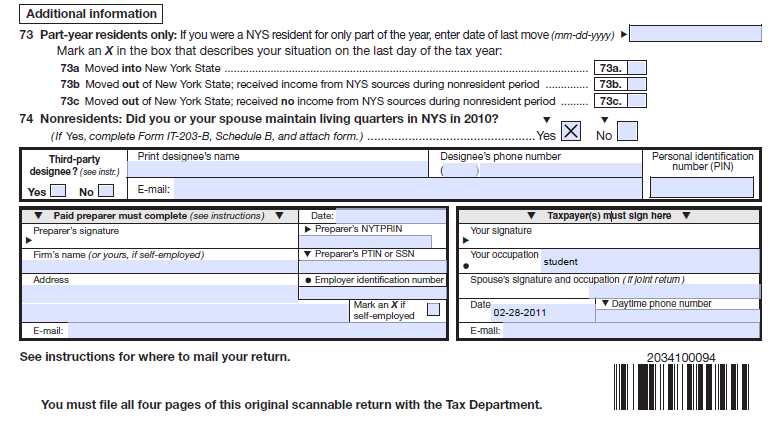 Additional information
73 Part-year residents only: If you were a NYS resident for only part of the year, enter date of last move (mm-dd-yyyy)
Mark an X in the box that describes your situation on the last day of the tax year:
73a Moved into New York State ........ 73a.
73b Moved out of New York State; received income from NYS sources during nonresident period ........ 73b.
73c Moved out of New York State; received no income from NYS sources during nonresident period ........ 73c.
74 Nonresidents: Did you or your spouse maintain living quarters in NYS in 2010?
(If Yes, complete Form IT-203-B, Schedule B, and attach form.) ........ Yes X No
Third-party designee? (see instr.)
Yes No
Print designee's name
Designee's phone number
( )
Personal identification number (PIN)
E-mail:
Paid preparer must complete (see instructions)
Date:
Preparer's signature
Preparer's NYTPRIN
Firm's name (or yours, if self-employed)
Preparer's PTIN or SSN
Address
Employer identification number
Mark an X if self-employed
E-mail:
Taxpayer(s) must sign here
Your signature
Your occupation
student
Spouse's signature and occupation (if joint return)
Date
02-28-2011
Daytime phone number
E-mail:
See instructions for where to mail your return.
2034100094
You must file all four pages of this original scannable return with the Tax Department.